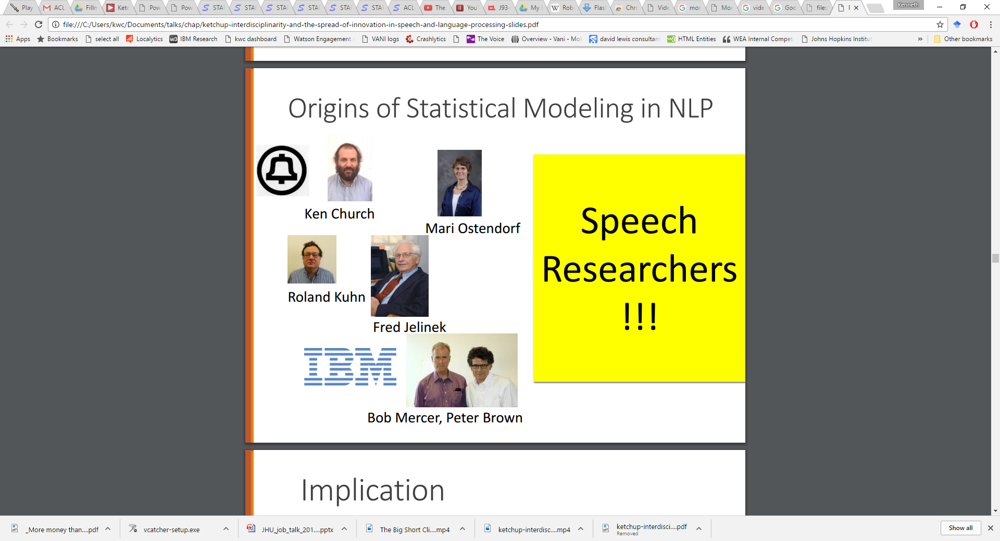 Play
ACL
Fillm
Ketc
Pow
Pow
STA
STA
STA
STA
STA
STA
ACL
The
You
J93-
My
Rob
Flas
Chr
Vide
mor
Mor
vide
Goo
file:/
Kenneth
file:///C:/Users/kwc/Documents/talks/chap/ketchup-interdisciplinarity-and-the-spread-of-innovation-in-speech-and-language-processing-slides.pdf
Apps
Bookmarks
select all
Localytics
w3 IBM Research
kwc dashboard
Watson Engagement
VANI logs
Crashlytics
The Voice
Overview - Vani - Mo
david lewis consultan
w3 HTML Entities
WEA Internal Compet
Johns Hopkins Institu
»
Other bookmarks
Origins of Statistical Modeling in NLP
Ken Church
Mari Ostendorf
Roland Kuhn
Fred Jelinek
IBM
Bob Mercer, Peter Brown
Speech
Researchers
!!!
Implication
_More money than....pdf
vcatcher-setup.exe
JHU_job_talk_201....pptx
The Big Short Cli....mp4
ketchup-interdisc....mp4
ketchup-interdisci....pdf
Removed
Show all